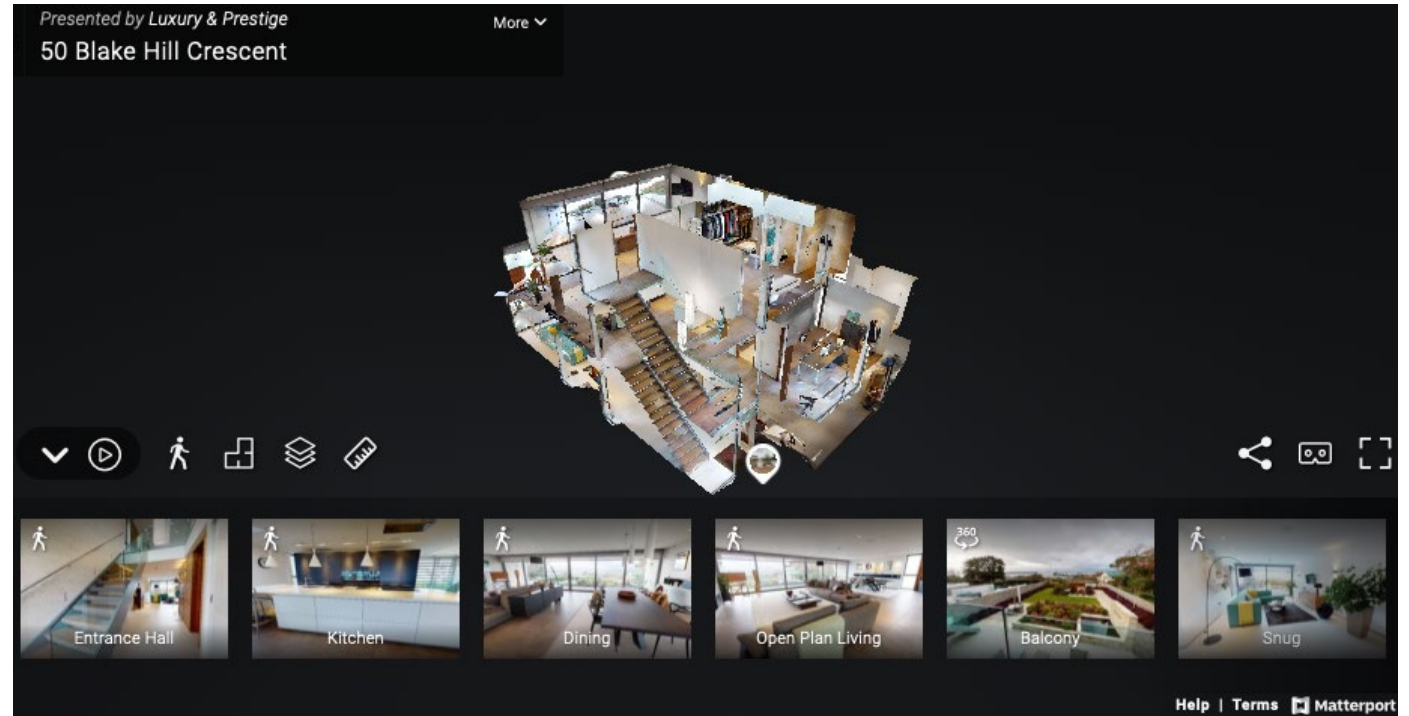 Presented by Luxury & Prestige
More
50 Blake Hill Crescent
360
Entrance Hall
Kitchen
Dining
Open Plan Living
Balcony
Snug
Help | Terms Matterport